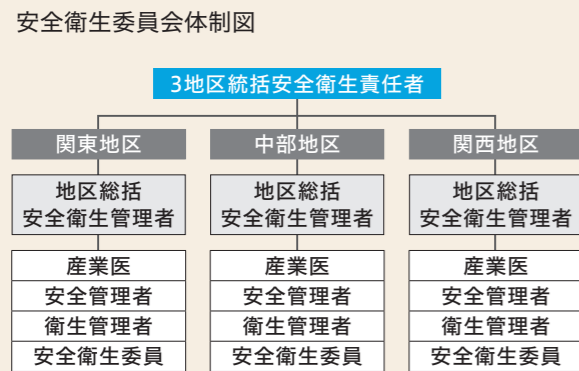 安全衛生委員会体制図
3地区統括安全衛生責任者
関東地区
地区総括
安全衛生管理者
産業医
安全管理者
衛生管理者
安全衛生委員
中部地区
地区総括
安全衛生管理者
産業医
安全管理者
衛生管理者
安全衛生委員
関西地区
地区総括
安全衛生管理者
産業医
安全管理者
衛生管理者
安全衛生委員